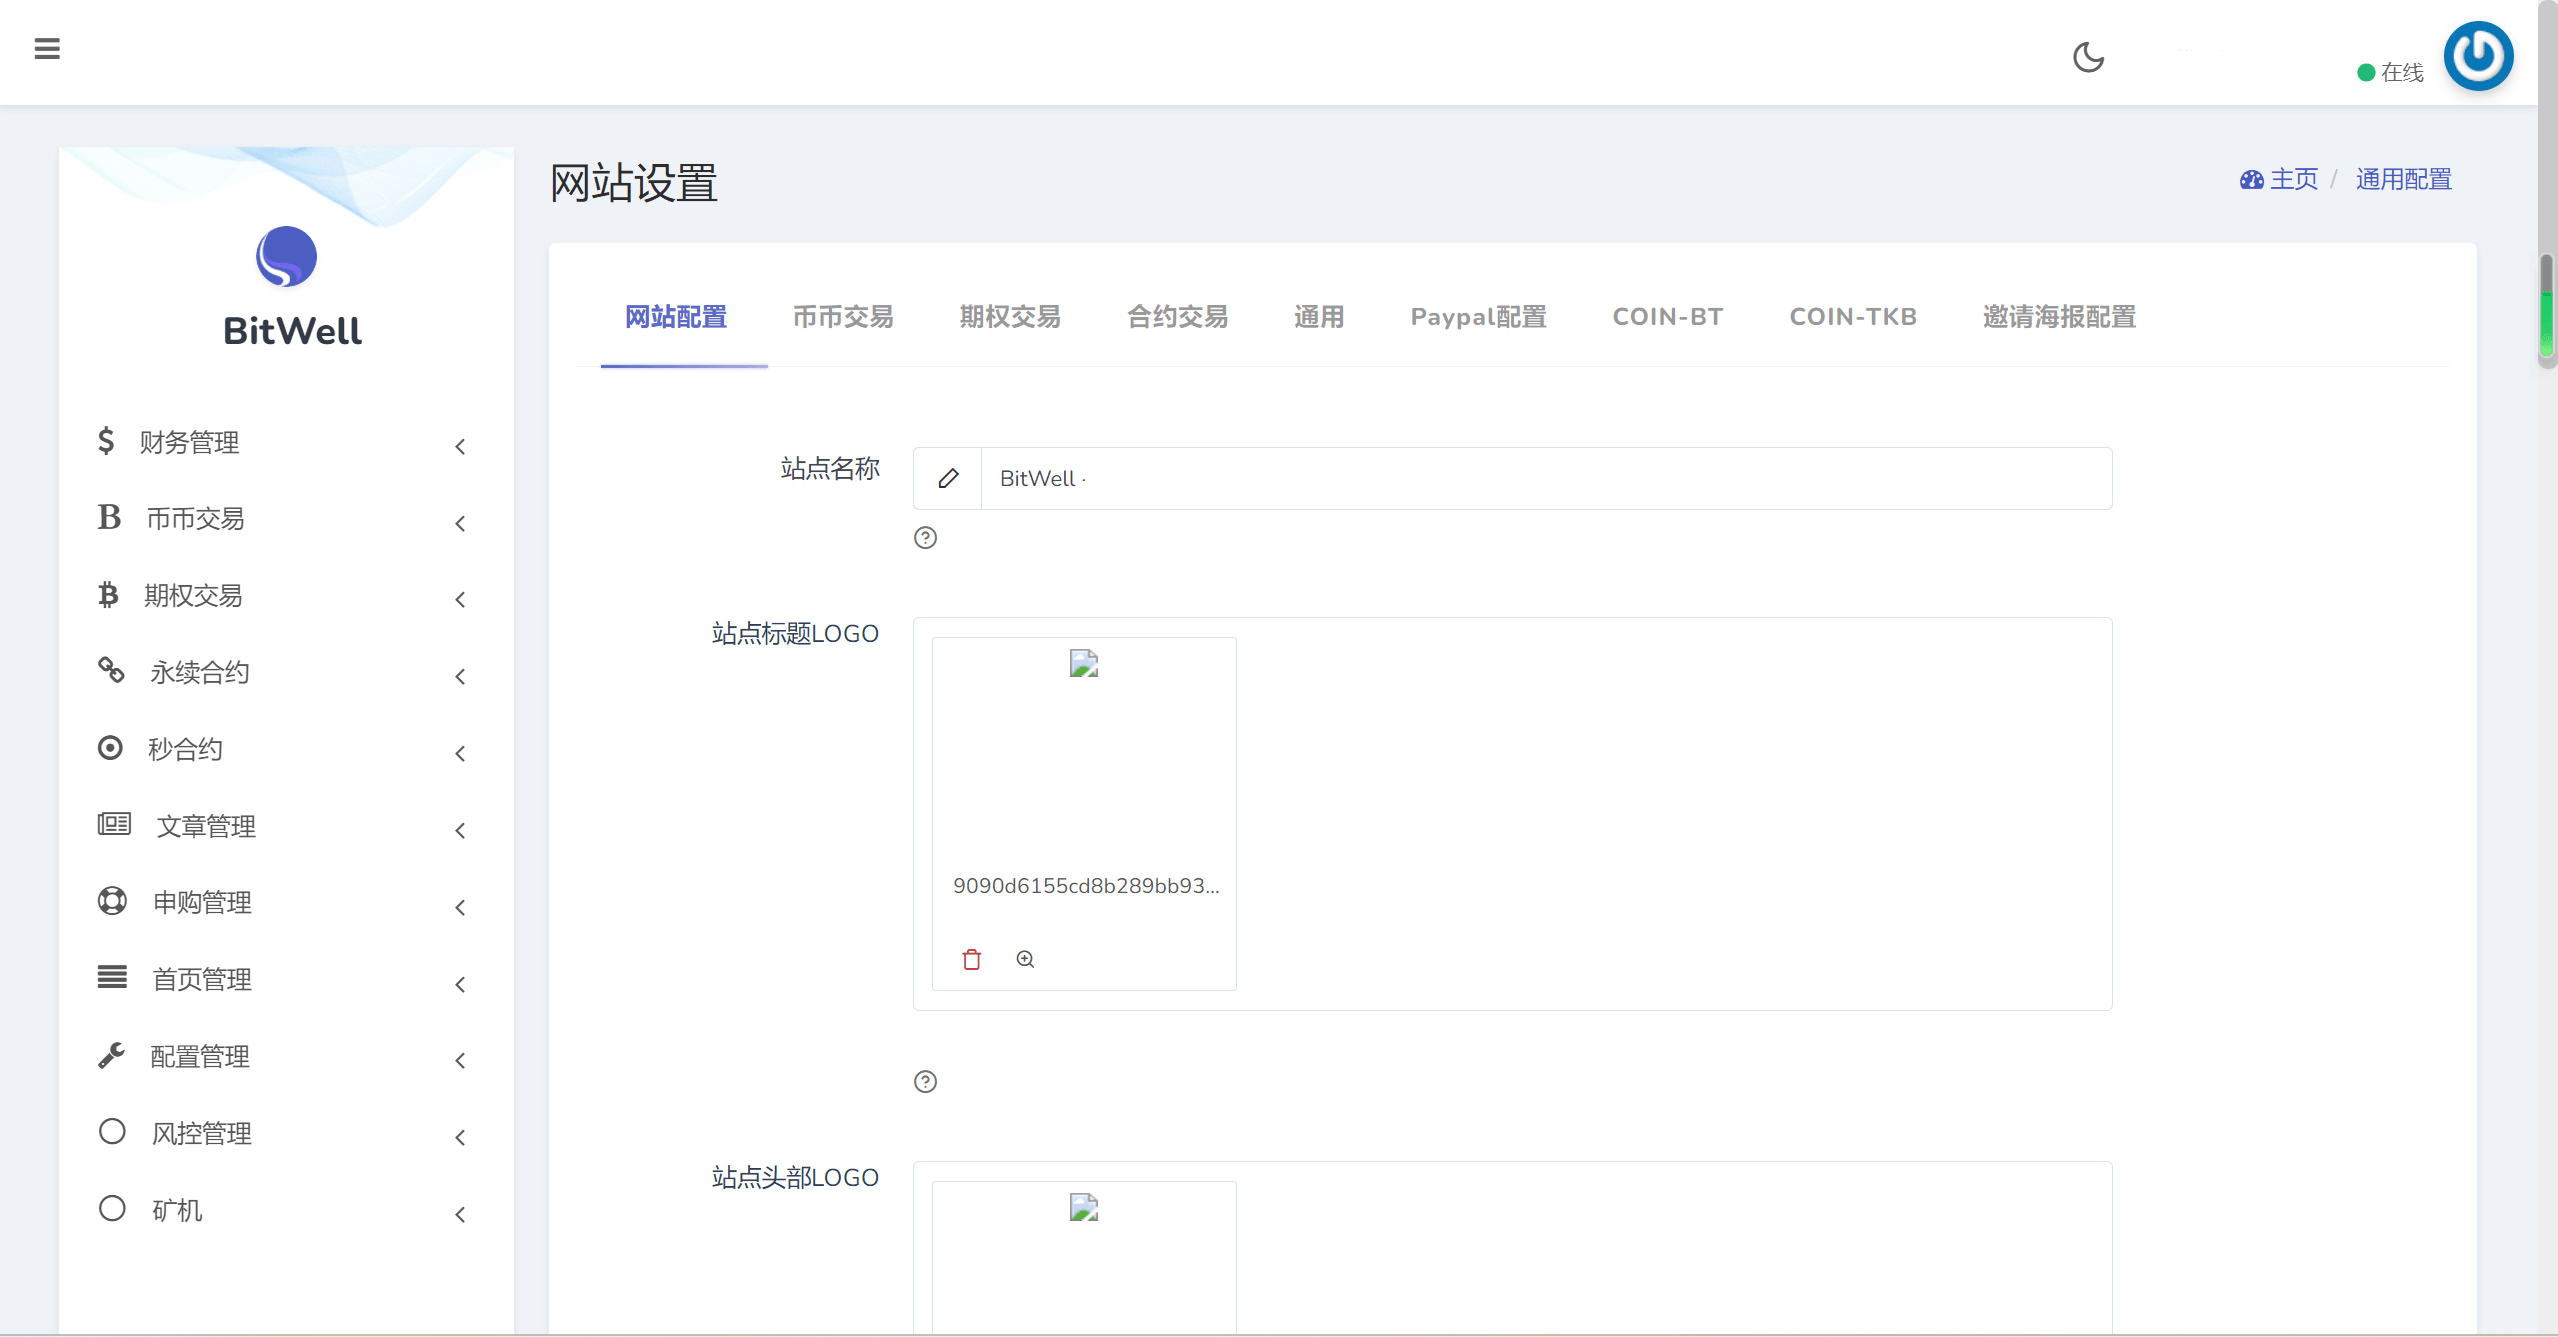 在线
BitWell
财务管理
币币交易
期权交易
永续合约
秒合约
文章管理
申购管理
首页管理
配置管理
风控管理
矿机
网站设置
主页 / 通用配置
网站配置 币币交易 期权交易 合约交易 通用 Paypal配置 COIN-BT COIN-TKB 邀请海报配置
站点名称
BitWell ·
站点标题LOGO
9090d6155cd8b289bb93...
站点头部LOGO